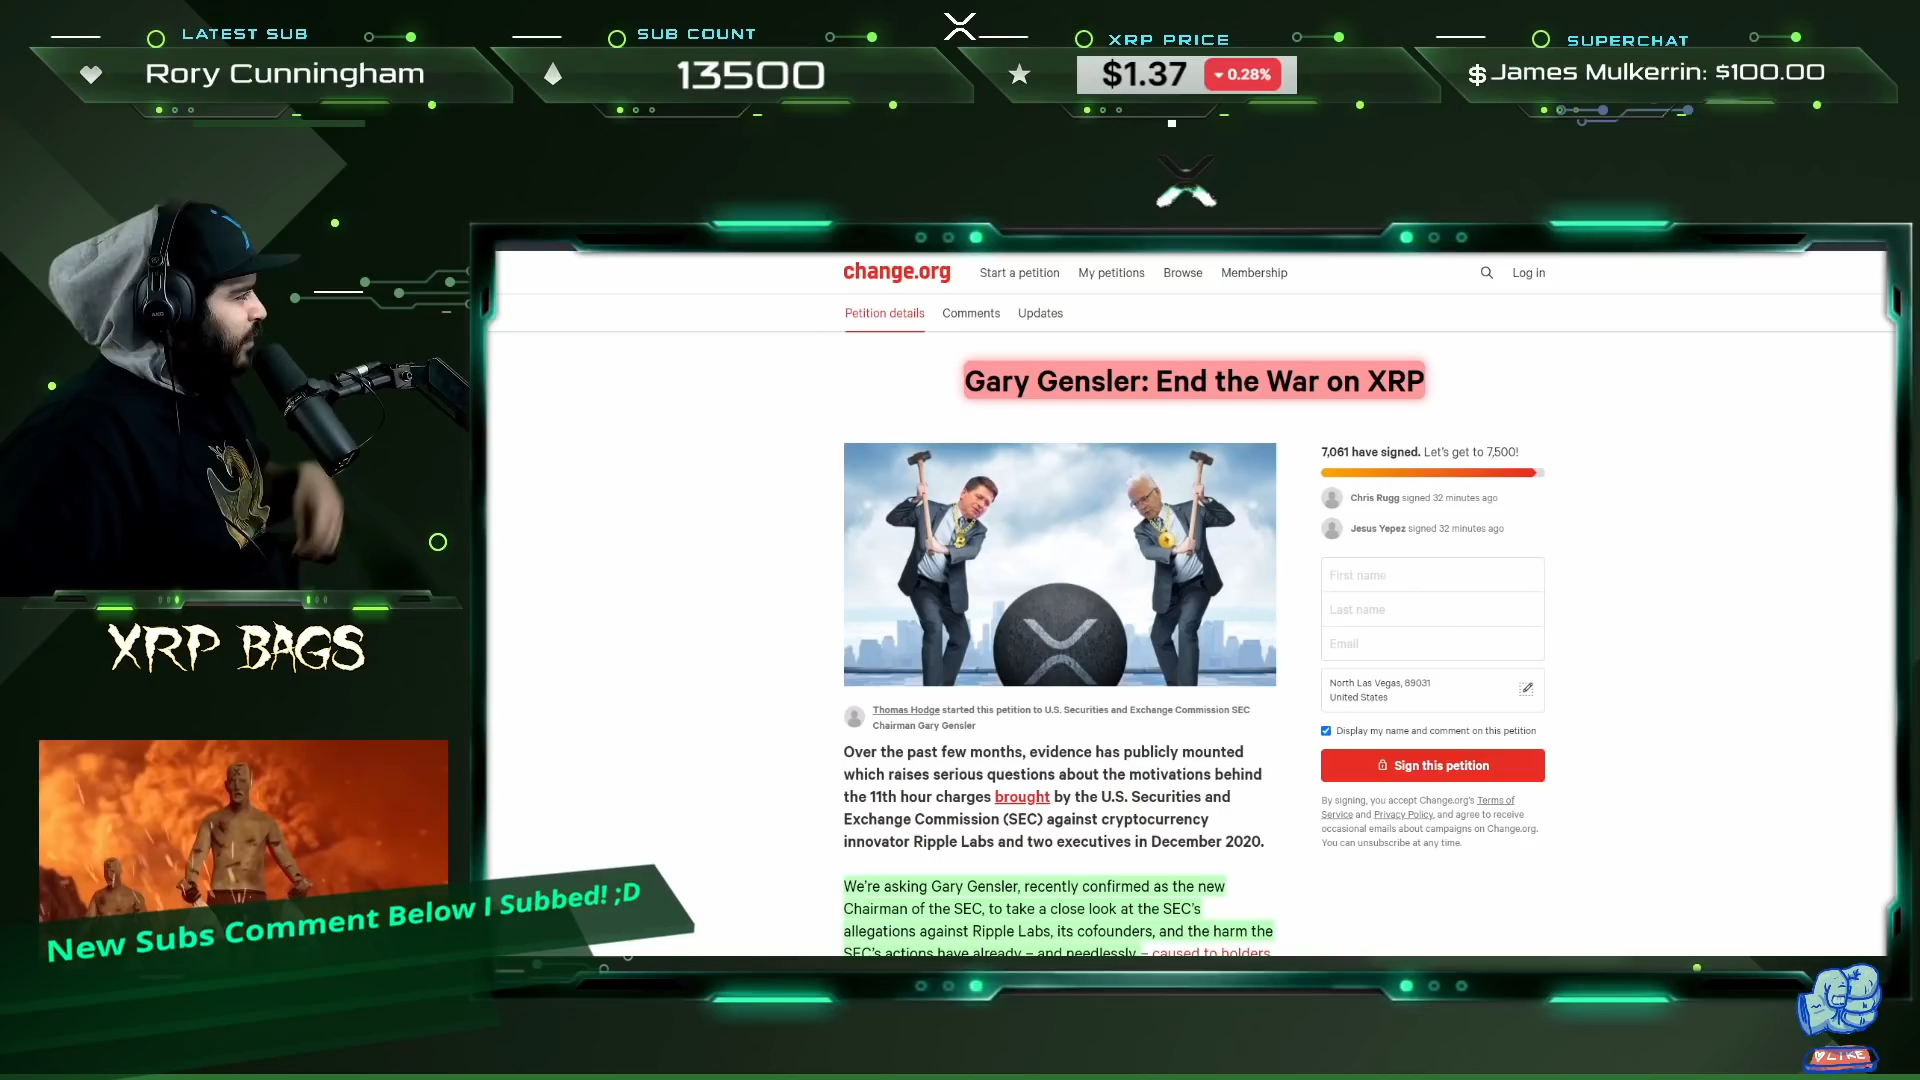 LATEST SUB
Rory Cunningham
SUB COUNT
13500
XRP PRICE
$1.37 0.28%
SUPERCHAT
$ James Mulkerrin: $100.00
change.org
Start a petition My petitions Browse Membership
Log in
Petition details Comments Updates
Gary Gensler: End the War on XRP
7,061 have signed. Let's get to 7,500!
Chris Rugg signed 32 minutes ago
Jesus Yepez signed 32 minutes ago
First name
Last name
Email
North Las Vegas, 89031
United States
Display my name and comment on this petition
Sign this petition
By signing, you accept Change.org's Terms of
Service and Privacy Policy, and agree to receive
occasional emails about campaigns on Change.org.
You can unsubscribe at any time.
Thomas Hodge started this petition to U.S. Securities and Exchange Commission SEC
Chairman Gary Gensler
Over the past few months, evidence has publicly mounted
which raises serious questions about the motivations behind
the 11th hour charges brought by the U.S. Securities and
Exchange Commission (SEC) against cryptocurrency
innovator Ripple Labs and two executives in December 2020.
We're asking Gary Gensler, recently confirmed as the new
Chairman of the SEC, to take a close look at the SEC's
allegations against Ripple Labs, its cofounders, and the harm the
SEC's actions have already – and needlessly – caused to holders
XRP BAGS
New Subs Comment Below I Subbed! ;D
LIKE